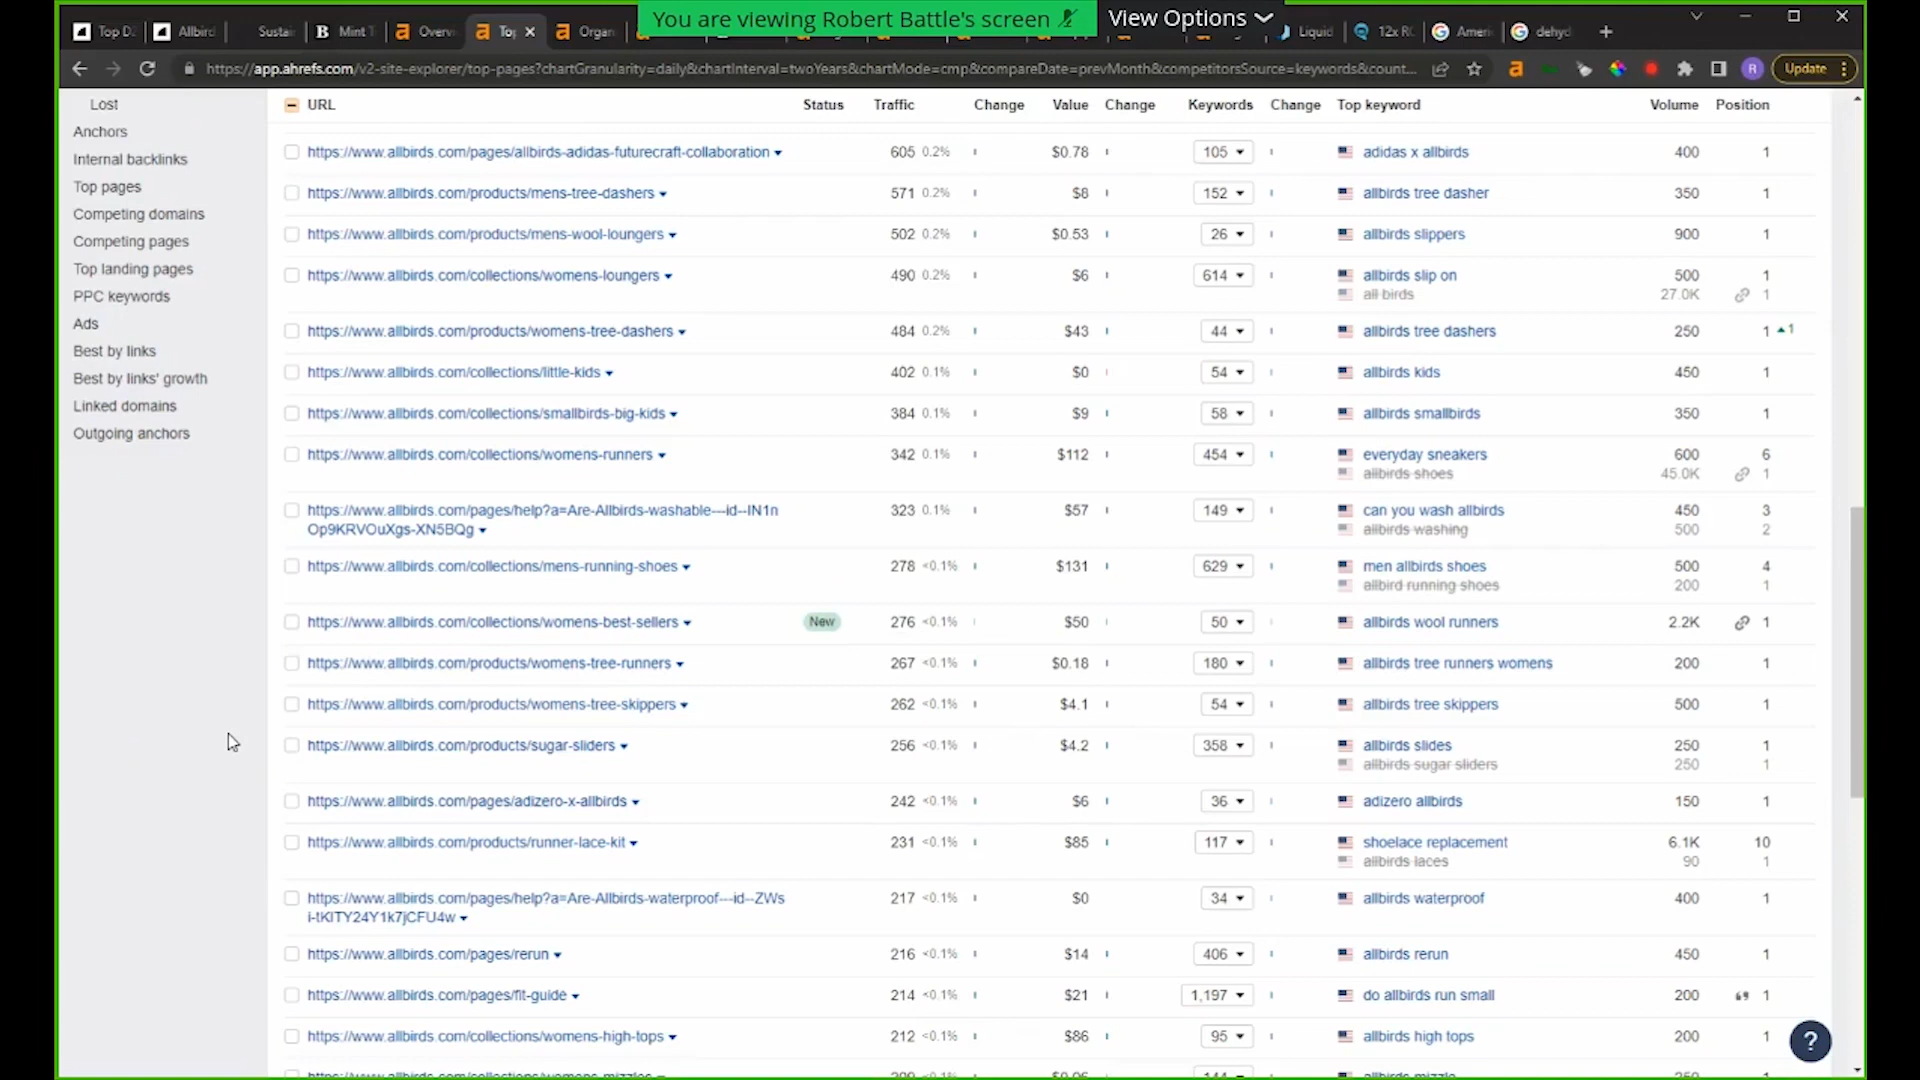 You are viewing Robert Battle's screen View Options
Top D
Allbird
Sustai
Mint T
Overv
Top
Organ
Liquid
12x R
Ameri
dehyd
https://app.ahrefs.com/v2-site-explorer/top-pages?chartGranularity=daily&chartInterval=twoYears&chartMode=cmp&compareDate=prevMonth&competitorsSource=keywords&count...
R
Update
Lost
Anchors
Internal backlinks
Top pages
Competing domains
Competing pages
Top landing pages
PPC keywords
Ads
Best by links
Best by links' growth
Linked domains
Outgoing anchors
URL Status Traffic Change Value Change Keywords Change Top keyword Volume Position
https://www.allbirds.com/pages/allbirds-adidas-futurecraft-collaboration 605 0.2% $0.78 105 adidas x allbirds 400 1
https://www.allbirds.com/products/mens-tree-dashers 571 0.2% $8 152 allbirds tree dasher 350 1
https://www.allbirds.com/products/mens-wool-loungers 502 0.2% $0.53 26 allbirds slippers 900 1
https://www.allbirds.com/collections/womens-loungers 490 0.2% $6 614 allbirds slip on 500 1
all birds 27.0K 1
https://www.allbirds.com/products/womens-tree-dashers 484 0.2% $43 44 allbirds tree dashers 250 1 1
https://www.allbirds.com/collections/little-kids 402 0.1% $0 54 allbirds kids 450 1
https://www.allbirds.com/collections/smallbirds-big-kids 384 0.1% $9 58 allbirds smallbirds 350 1
https://www.allbirds.com/collections/womens-runners 342 0.1% $112 454 everyday sneakers 600 6
allbirds shoes 45.0K 1
https://www.allbirds.com/pages/help?a=Are-Allbirds-washable---id--IN1n 323 0.1% $57 149 can you wash allbirds 450 3
Op9KRVOuXgs-XN5BQg allbirds washing 500 2
https://www.allbirds.com/collections/mens-running-shoes 278 <0.1% $131 629 men allbirds shoes 500 4
allbird running shoes 200 1
https://www.allbirds.com/collections/womens-best-sellers New 276 <0.1% $50 50 allbirds wool runners 2.2K 1
https://www.allbirds.com/products/womens-tree-runners 267 <0.1% $0.18 180 allbirds tree runners womens 200 1
https://www.allbirds.com/products/womens-tree-skippers 262 <0.1% $4.1 54 allbirds tree skippers 500 1
https://www.allbirds.com/products/sugar-sliders 256 <0.1% $4.2 358 allbirds slides 250 1
allbirds sugar sliders 250 1
https://www.allbirds.com/pages/adizero-x-allbirds 242 <0.1% $6 36 adizero allbirds 150 1
https://www.allbirds.com/products/runner-lace-kit 231 <0.1% $85 117 shoelace replacement 6.1K 10
allbirds laces 90 1
https://www.allbirds.com/pages/help?a=Are-Allbirds-waterproof---id--ZWs 217 <0.1% $0 34 allbirds waterproof 400 1
i-tKITY24Y1k7jCFU4w
https://www.allbirds.com/pages/rerun 216 <0.1% $14 406 allbirds rerun 450 1
https://www.allbirds.com/pages/fit-guide 214 <0.1% $21 1,197 do allbirds run small 200 1
https://www.allbirds.com/collections/womens-high-tops 212 <0.1% $86 95 allbirds high tops 200 1
?